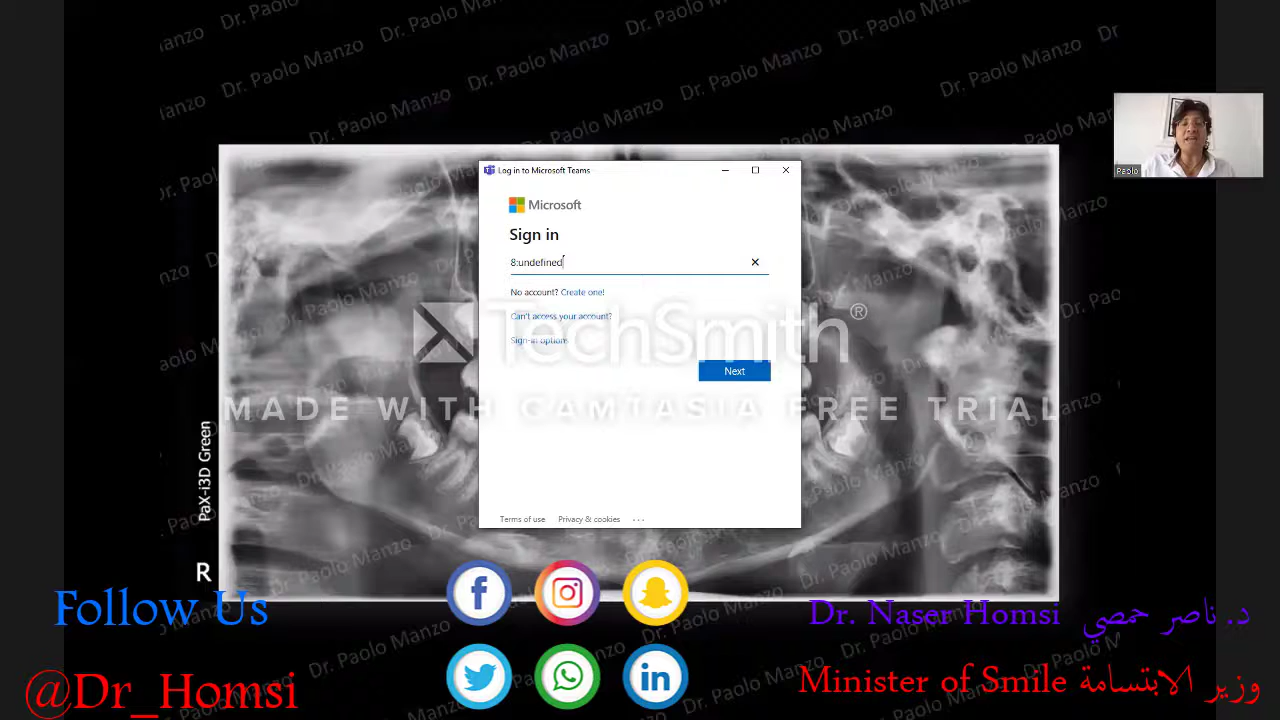 Dr. Paolo Manzo
Paolo
Log in to Microsoft Teams
Microsoft
Sign in
8:undefined
No account? Create one!
Can't access your account?
Sign-in options
Next
TechSmith®
MADE WITH CAMTASIA FREE TRIAL
Terms of use Privacy & cookies ...
PaX-i3D Green
R
Follow Us
@Dr_Homsi
Dr. Naser Homsi د. ناصر حمصي
Minister of Smile وزير الابتسامة